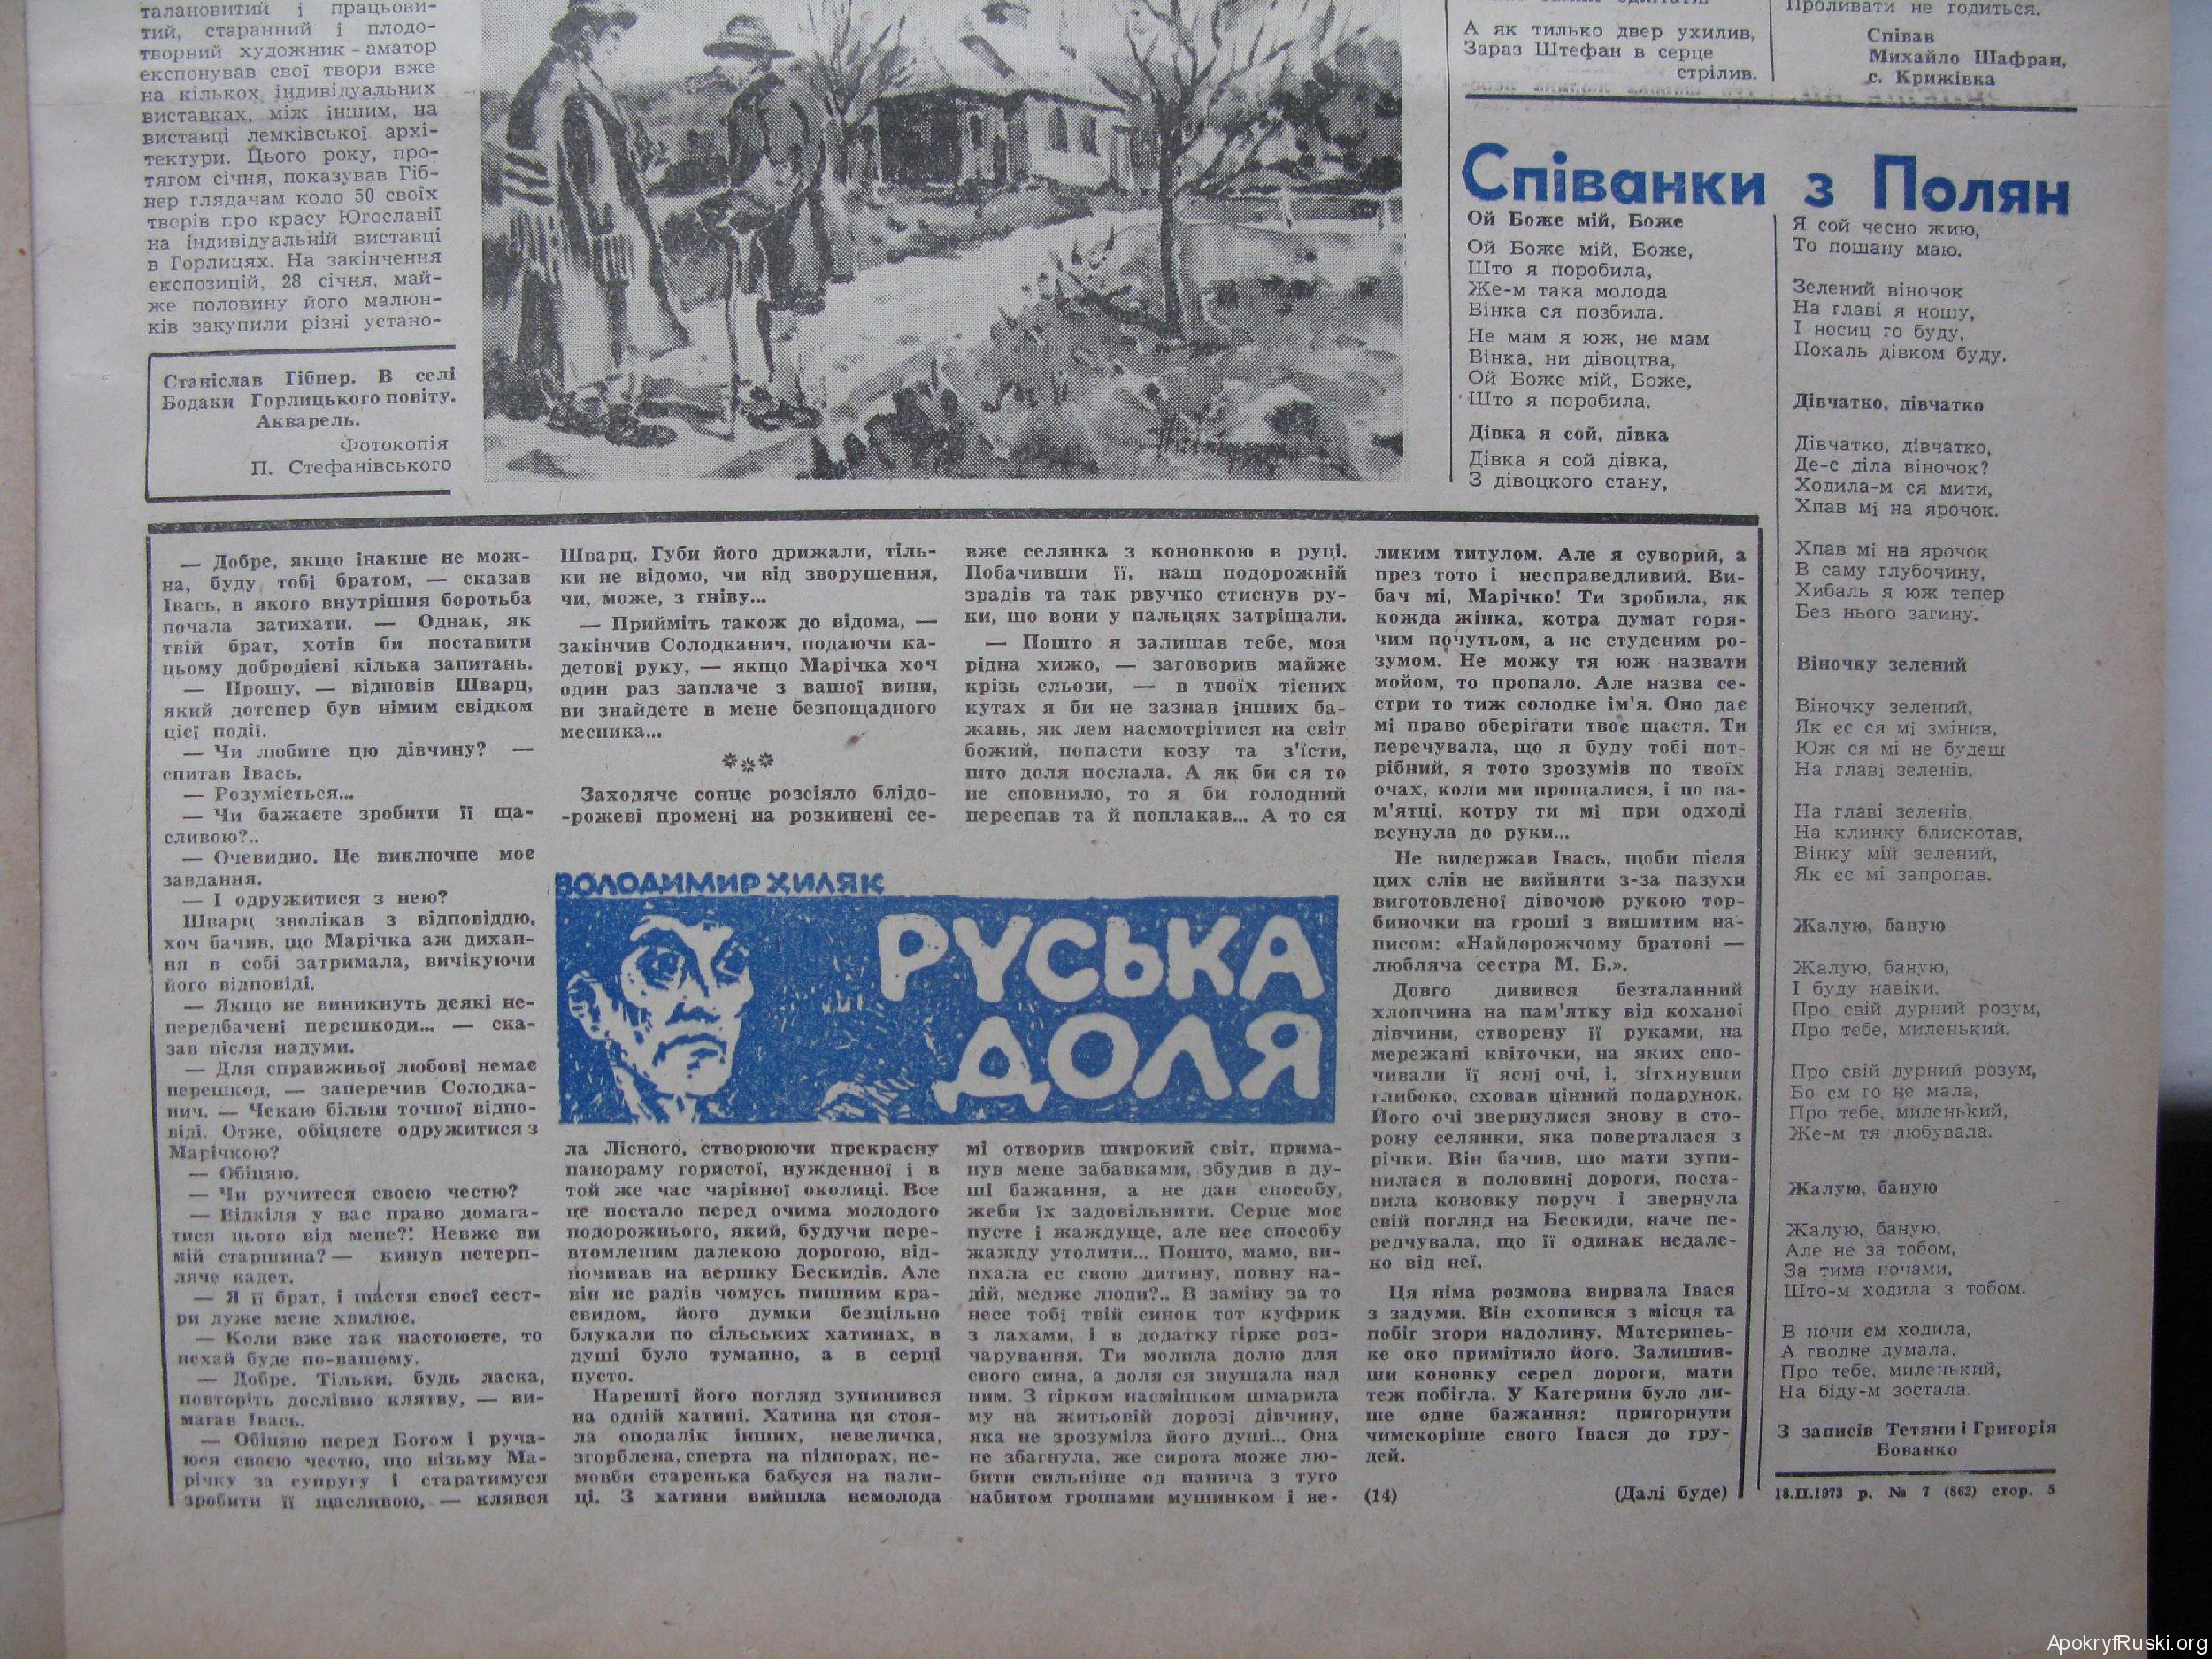 талановитий і працьови-
тий, старанний і плодо-
творний художник - аматор
експонував свої твори вже
на кількох індивідуальних
виставках, між іншим, на
виставці лемківської архі-
тектури. Цього року, про-
тягом січня, показував Гіб-
нер глядачам коло 50 своїх
творів про красу Югославії
на індивідуальній виставці
в Горлицях. На закінчення
експозицій, 28 січня, май-
же половину його малюн-
ків закупили різні устано-
Станіслав Гібнер. В селі
Бодаки Горлицького повіту.
Акварель.
Фотокопія
П. Стефанівського
А як тилько двер ухилив,
Зараз Штефан в серце
стрілив.
Проливати не годиться.
Співав
Михайло Шафран,
с. Крижівка
Співанки з Полян
Ой Боже мій, Боже
Ой Боже мій, Боже,
Што я поробила,
Же-м така молода
Вінка ся позбила.
Не мам я юж, не мам
Вінка, ни дівоцтва,
Ой Боже мій, Боже,
Што я поробила.
Дівка я сой, дівка
Дівка я сой дівка,
З дівоцкого стану,
Я сой чесно жию,
То пошану маю.
Зелений віночок
На главі я ношу,
І носиц го буду,
Покаль дівком буду.
Дівчатко, дівчатко
Дівчатко, дівчатко,
Де-с діла віночок?
Ходила-м ся мити,
Хпав мі на ярочок.
Хпав мі на ярочок
В саму глубочину,
Хибаль я юж тепер
Без нього загину.
Віночку зелений
Віночку зелений,
Як єс ся мі змінив,
Юж ся мі не будеш
На главі зеленів.
На главі зеленів,
На клинку блискотав,
Вінку мій зелений,
Як єс мі запропав.
Жалую, баную
Жалую, баную,
І буду навіки,
Про свій дурний розум,
Про тебе, миленький.
Про свій дурний розум,
Бо єм го не мала,
Про тебе, миленький,
Же-м тя любувала.
Жалую, баную
Жалую, баную,
Але не за тобом,
За тима ночами,
Што-м ходила з тобом.
В ночи єм ходила,
А гводне думала,
Про тебе, миленький,
На біду-м зостала.
З записів Тетяни і Григорія
Бованко
18.II.1973 р. № 7 (862) стор. 5
— Добре, якщо інакше не мож-
на, буду тобі братом, — сказав
Івась, в якого внутрішня боротьба
почала затихати. — Однак, як
твій брат, хотів би поставити
цьому добродієві кілька запитань.
— Прошу, — відповів Шварц,
який дотепер був німим свідком
цієї події.
— Чи любите цю дівчину? —
спитав Івась.
— Розуміється...
— Чи бажаєте зробити її ща-
сливою?..
— Очевидно. Це виключне моє
завдання.
— І одружитися з нею?
Шварц зволікав з відповіддю,
хоч бачив, що Марічка аж дихан-
ня в собі затримала, вичікуючи
його відповіді.
— Якщо не виникнуть деякі не-
передбачені перешкоди... — ска-
зав після надуми.
— Для справжньої любові немає
перешкод, — заперечив Солодка-
нич. — Чекаю більш точної відпо-
віді. Отже, обіцяєте одружитися з
Марічкою?
— Обіцяю.
— Чи ручитеся своєю честю?
— Відкіля у вас право домага-
тися цього від мене?! Невже ви
мій старшина? — кинув нетерп-
ляче кадет.
— Я її брат, і щастя своєї сест-
ри дуже мене хвилює.
— Коли вже так настоюєте, то
нехай буде по-вашому.
— Добре. Тільки, будь ласка,
повторіть дослівно клятву, — ви-
магав Івась.
— Обіцяю перед Богом і руча-
юся своєю честю, що візьму Ма-
річку за супругу і старатимуся
зробити її щасливою, — клявся
Шварц. Губи його дрижали, тіль-
ки не відомо, чи від зворушення,
чи, може, з гніву...
— Прийміть також до відома, —
закінчив Солодканич, подаючи ка-
детові руку, — якщо Марічка хоч
один раз заплаче з вашої вини,
ви знайдете в мене безпощадного
месника...
***
Заходяче сонце розсіяло блідо-
-рожеві промені на розкинені се-
ВОЛОДИМИР ХИЛЯК
РУСЬКА
ДОЛЯ
ла Лісного, створюючи прекрасну
панораму гористої, нужденної і в
той же час чарівної околиці. Все
це постало перед очима молодого
подорожнього, який, будучи пере-
втомленим далекою дорогою, від-
почивав на вершку Бескидів. Але
він не радів чомусь пишним кра-
євидом, його думки безцільно
блукали по сільських хатинах, в
душі було туманно, а в серці
пусто.
Нарешті його погляд зупинився
на одній хатині. Хатина ця стоя-
ла оподалік інших, невеличка,
згорблена, сперта на підпорах, не-
мовби старенька бабуся на пали-
ці. З хатини вийшла немолода
вже селянка з коновкою в руці.
Побачивши її, наш подорожній
зрадів та так рвучко стиснув ру-
ки, що вони у пальцях затріщали.
— Пошто я залишав тебе, моя
рідна хижо, — заговорив майже
крізь сльози, — в твоїх тісних
кутах я би не зазнав інших ба-
жань, як лем насмотрітися на світ
божий, попасти козу та з'їсти,
што доля послала. А як би ся то
не сповнило, то я би голодний
переспав та й поплакав... А то ся
мі отворив широкий світ, прима-
нув мене забавками, збудив в ду-
ші бажання, а не дав способу,
жеби їх задовільнити. Серце моє
пусте і жаждуще, але неє способу
жажду утолити... Пошто, мамо, ви-
пхала єс свою дитину, повну на-
дій, медже люди?.. В заміну за то
несе тобі твій синок тот куфрик
з лахами, і в додатку гірке роз-
чарування. Ти молила долю для
свого сина, а доля ся знушала над
ним. З гірком насмішком шмарила
му на житьовій дорозі дівчину,
яка не зрозуміла його душі... Она
не збагнула, же сирота може лю-
бити сильніше од панича з туго
набитом грошами мушинком і ве-
ликим титулом. Але я суворий, а
през тото і несправедливий. Ви-
бач мі, Марічко! Ти зробила, як
кожда жінка, котра думат горя-
чим почутьом, а не студеним ро-
зумом. Не можу тя юж назвати
мойом, то пропало. Але назва се-
стри то тиж солодке ім'я. Оно дає
мі право оберігати твоє щастя. Ти
перечувала, що я буду тобі пот-
рібний, я тото зрозумів по твоїх
очах, коли ми прощалися, і по па-
м'ятці, котру ти мі при одході
всунула до руки...
Не видержав Івась, щоби після
цих слів не вийняти з-за пазухи
виготовленої дівочою рукою тор-
биночки на гроші з вишитим на-
писом: «Найдорожчому братові —
любляча сестра М. Б.».
Довго дивився безталанний
хлопчина на пам'ятку від коханої
дівчини, створену її руками, на
мережані квіточки, на яких спо-
чивали її ясні очі, і, зітхнувши
глибоко, сховав цінний подарунок.
Його очі звернулися знову в сто-
рону селянки, яка поверталася з
річки. Він бачив, що мати зупи-
нилася в половині дороги, поста-
вила коновку поруч і звернула
свій погляд на Бескиди, наче пе-
редчувала, що її одинак недале-
ко від неї.
Ця німа розмова вирвала Івася
з задуми. Він схопився з місця та
побіг згори надолину. Материнсь-
ке око примітило його. Залишив-
ши коновку серед дороги, мати
теж побігла. У Катерини було ли-
ше одне бажання: пригорнути
чимскоріше свого Івася до гру-
дей.
(14) (Далі буде)
ApokryfRuski.org